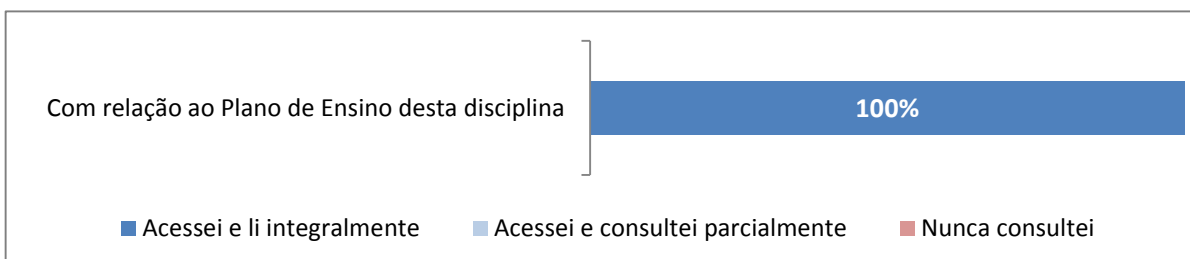 Com relação ao Plano de Ensino desta disciplina
100%
Acessei e li integralmente
Acessei e consultei parcialmente
Nunca consultei